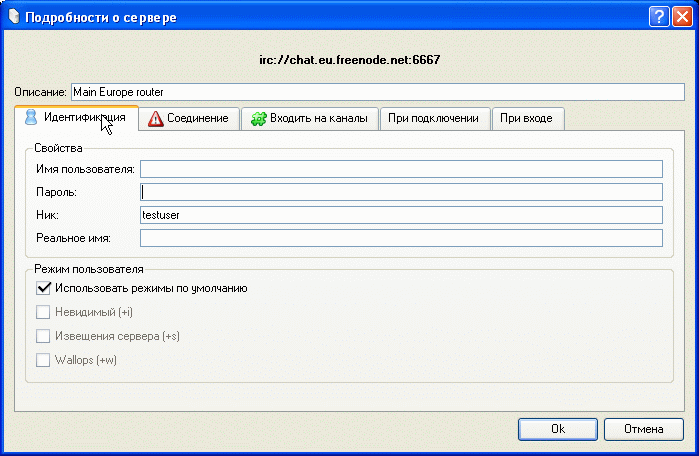 Подробности о сервере
irc://chat.eu.freenode.net:6667
Описание: Main Europe router
Идентификация Соединение Входить на каналы При подключении При входе
Свойства
Имя пользователя:
Пароль:
Ник: testuser
Реальное имя:
Режим пользователя
Использовать режимы по умолчанию
Невидимый (+i)
Извещения сервера (+s)
Wallops (+w)
Ok Отмена